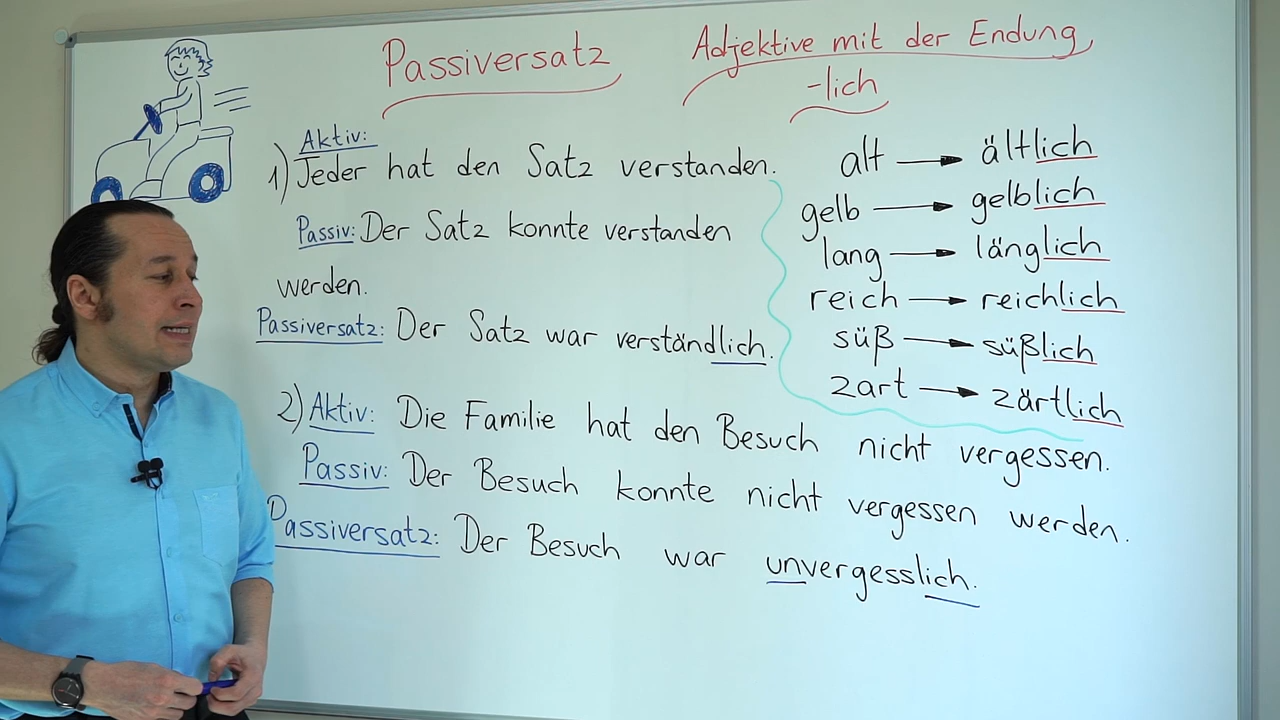 Passiversatz
Adjektive mit der Endung
-lich
1) Aktiv:
Jeder hat den Satz verstanden.
Passiv: Der Satz konnte verstanden
werden.
Passiversatz: Der Satz war verständlich.
2) Aktiv: Die Familie hat den Besuch nicht vergessen.
Passiv: Der Besuch konnte nicht vergessen werden.
Passiversatz: Der Besuch war unvergesslich.
alt → ältlich
gelb → gelblich
lang → länglich
reich → reichlich
süß → süßlich
zart → zärtlich